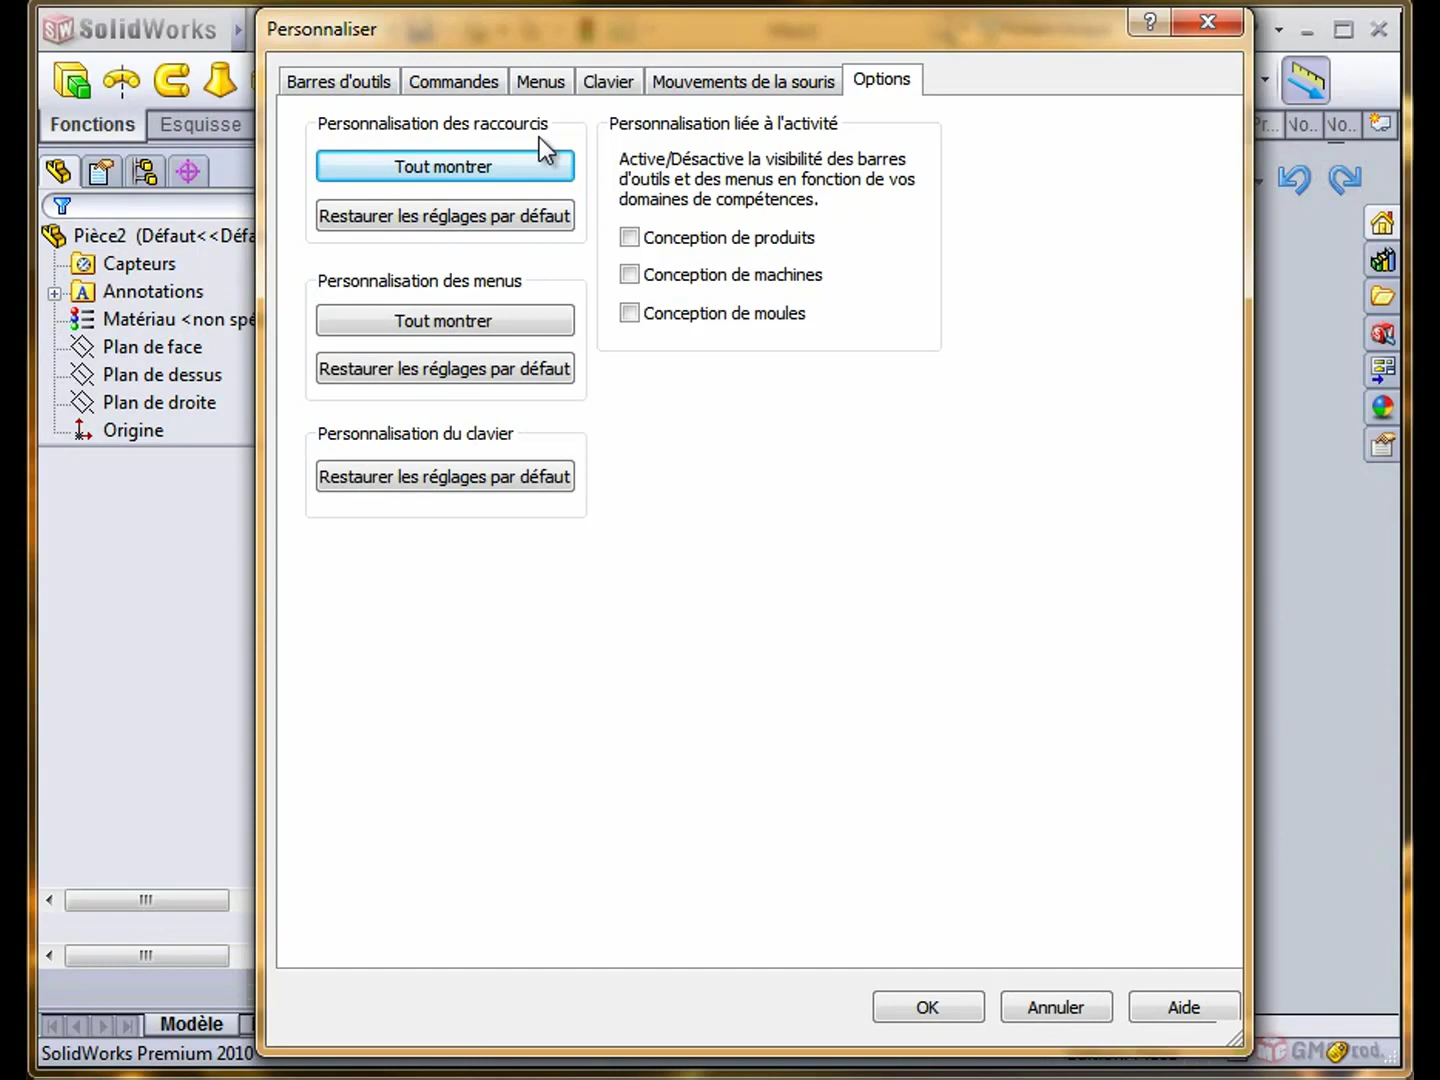 SolidWorks
Personnaliser
Barres d'outils
Commandes
Menus
Clavier
Mouvements de la souris
Options
Fonctions
Esquisse
Pr...
No..
No..
Personnalisation des raccourcis
Tout montrer
Restaurer les réglages par défaut
Personnalisation des menus
Tout montrer
Restaurer les réglages par défaut
Personnalisation du clavier
Restaurer les réglages par défaut
Personnalisation liée à l'activité
Active/Désactive la visibilité des barres
d'outils et des menus en fonction de vos
domaines de compétences.
Conception de produits
Conception de machines
Conception de moules
Pièce2 (Défaut<<Défa
Capteurs
Annotations
Matériau <non spé
Plan de face
Plan de dessus
Plan de droite
Origine
OK
Annuler
Aide
Modèle
SolidWorks Premium 2010